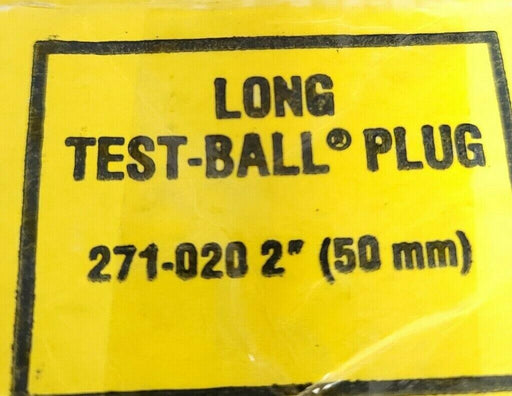 LONG
TEST-BALL® PLUG
271-020 2" (50 mm)